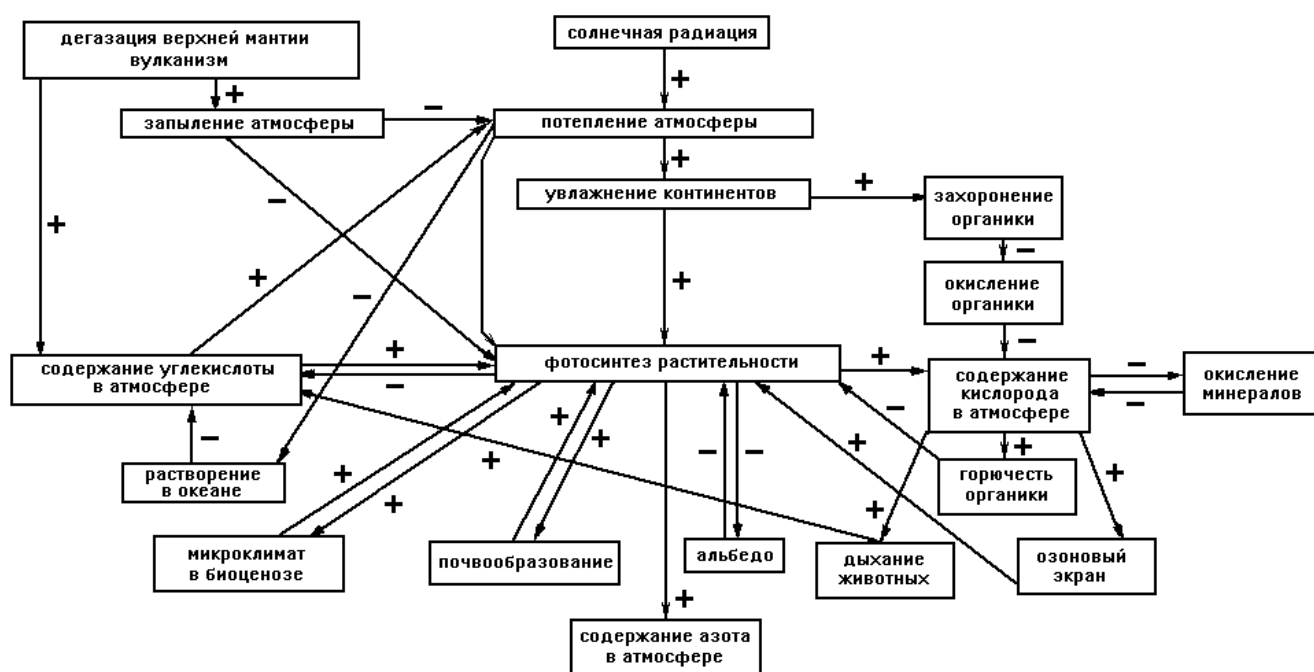 дегазация верхней мантии
вулканизм
солнечная радиация
+
+
запыление атмосферы
−
потепление атмосферы
+
увлажнение континентов
+
захоронение
органики
−
+
−
+
−
+
окисление
органики
−
содержание углекислоты
в атмосфере
+
−
фотосинтез растительности
+
содержание
кислорода
в атмосфере
−
−
окисление
минералов
−
растворение
в океане
+
+
+
+
+
−
−
+
−
+
+
+
горючесть
органики
микроклимат
в биоценозе
почвообразование
альбедо
дыхание
животных
озоновый
экран
+
содержание азота
в атмосфере